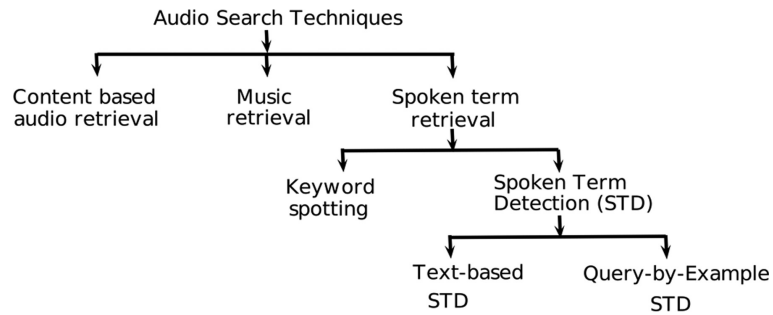 Audio Search Techniques
Content based
audio retrieval
Music
retrieval
Spoken term
retrieval
Keyword
spotting
Spoken Term
Detection (STD)
Text-based
STD
Query-by-Example
STD